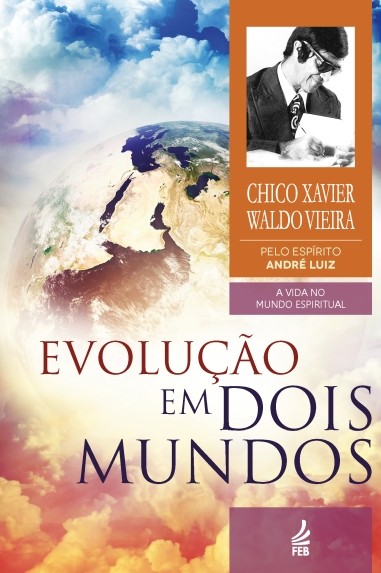 CHICO XAVIER
WALDO VIEIRA
PELO ESPÍRITO
ANDRÉ LUIZ
A VIDA NO
MUNDO ESPIRITUAL
EVOLUÇÃO
EM DOIS
MUNDOS
FEB